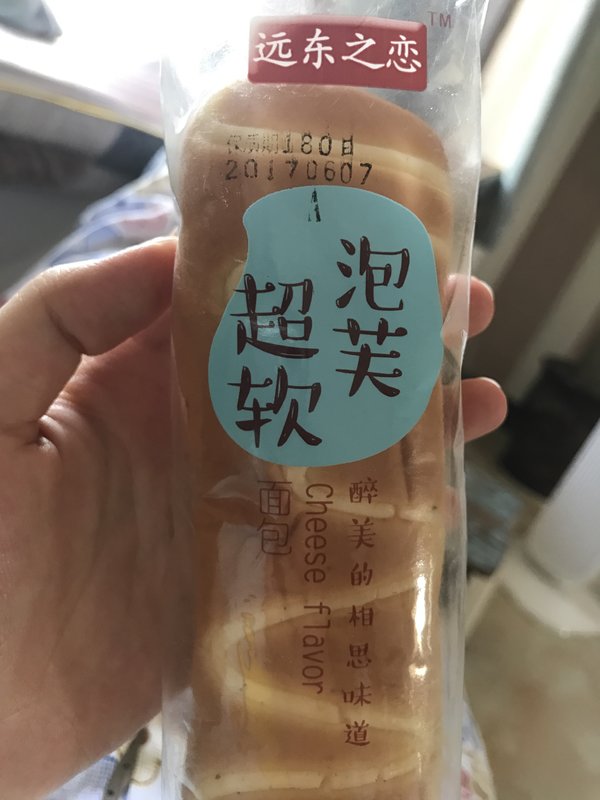 远东之恋
TM
保质期180日
20170607
A
泡芙
超软
醉美的相思味道
Cheese flavor
面包